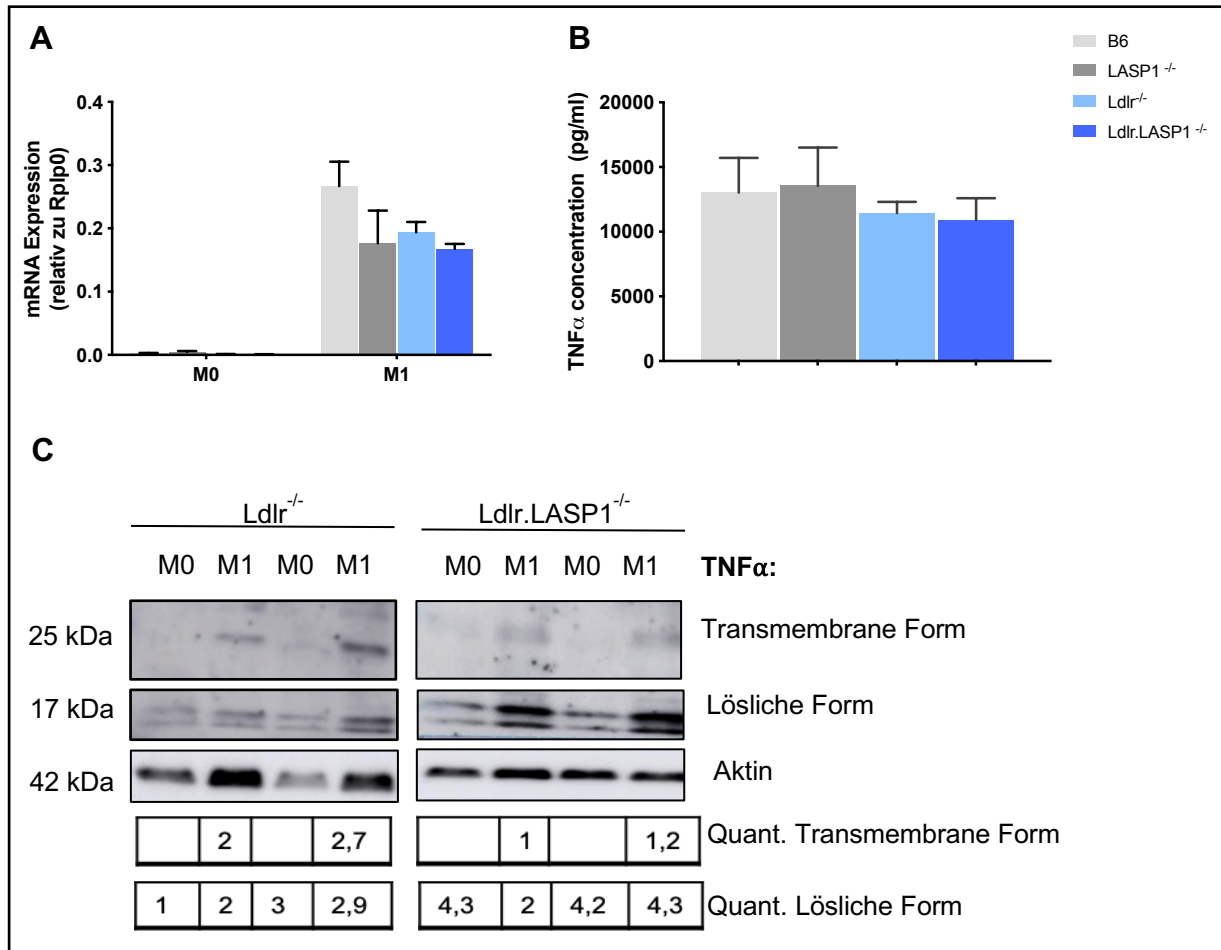 A
mRNA Expression
(relativ zu Rplp0)
0.4
0.3
0.2
0.1
0.0
M0 M1
B
TNFα concentration (pg/ml)
20000
15000
10000
5000
0
B6
LASP1 -/-
Ldlr-/-
Ldlr.LASP1 -/-
C
Ldlr-/- Ldlr.LASP1-/-
M0 M1 M0 M1 M0 M1 M0 M1 TNFα:
25 kDa Transmembrane Form
17 kDa Lösliche Form
42 kDa Aktin
2 2,7 1 1,2 Quant. Transmembrane Form
1 2 3 2,9 4,3 2 4,2 4,3 Quant. Lösliche Form